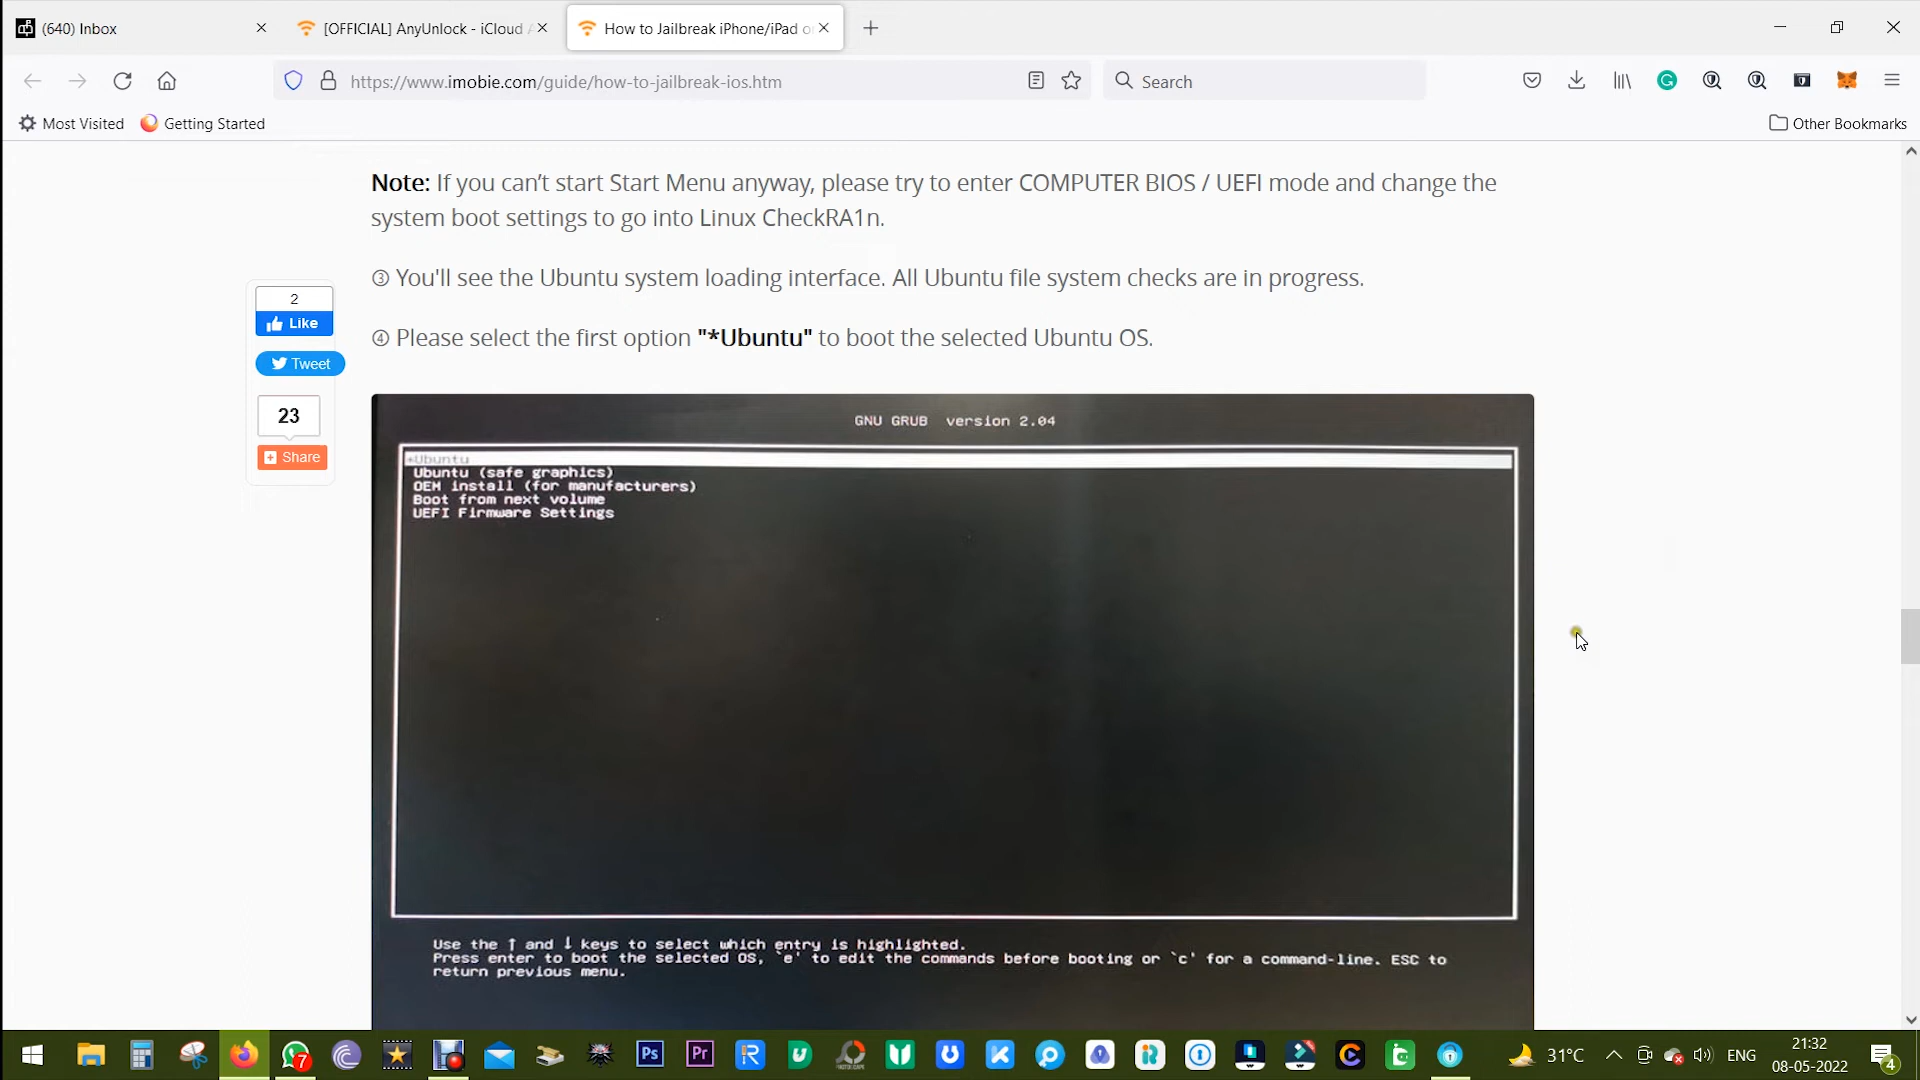 (640) Inbox
[OFFICIAL] AnyUnlock - iCloud
How to Jailbreak iPhone/iPad o
https://www.imobie.com/guide/how-to-jailbreak-ios.htm
Search
Most Visited
Getting Started
Other Bookmarks
Note: If you can’t start Start Menu anyway, please try to enter COMPUTER BIOS / UEFI mode and change the
system boot settings to go into Linux CheckRA1n.
③ You'll see the Ubuntu system loading interface. All Ubuntu file system checks are in progress.
④ Please select the first option "*Ubuntu" to boot the selected Ubuntu OS.
2
Like
Tweet
23
Share
GNU GRUB version 2.04
*Ubuntu
Ubuntu (safe graphics)
OEM install (for manufacturers)
Boot from next volume
UEFI Firmware Settings
Use the ↑ and ↓ keys to select which entry is highlighted.
Press enter to boot the selected OS, `e' to edit the commands before booting or `c' for a command-line. ESC to
return previous menu.
7
Ps
Pr
31°C
ENG
21:32
08-05-2022
4